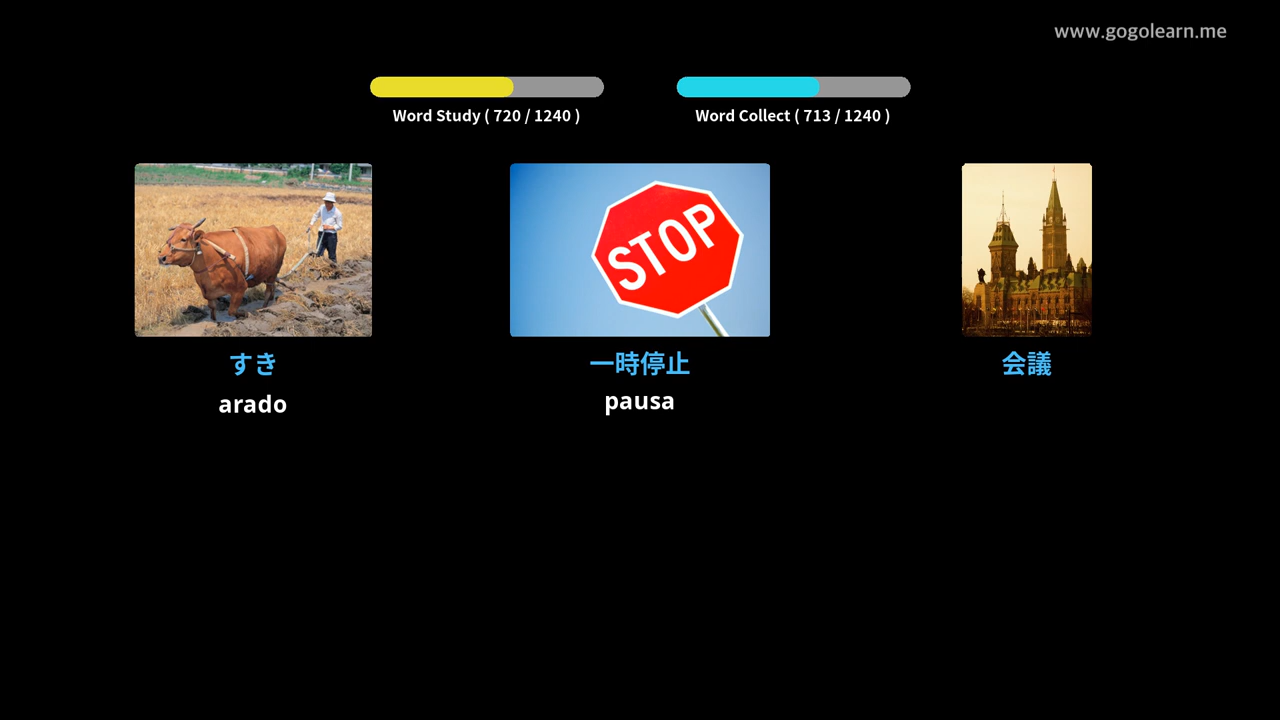 www.gogolearn.me
Word Study ( 720 / 1240 )
Word Collect ( 713 / 1240 )
STOP
すき
一時停止
会議
arado
pausa